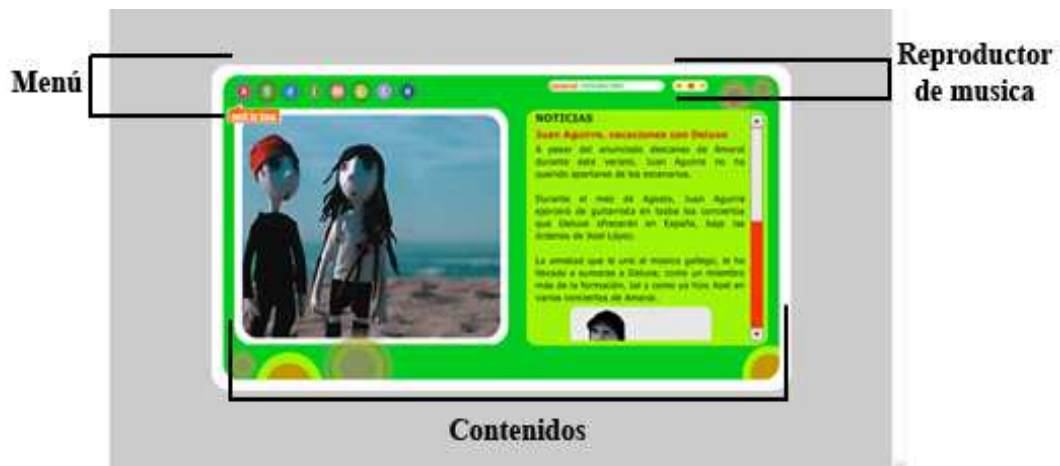 Menú
Reproductor
de musica
NOTICIAS
NOTICIAS
Juan Aguirre, vacaciones con Deluxe
A pesar del anunciado descanso de Amaral
durante este verano, Juan Aguirre no ha
querido apartarse de los escenarios.
Durante el mes de Agosto, Juan Aguirre
ejercerá de guitarrista en todos los conciertos
que Deluxe ofrecerán en España, bajo las
órdenes de Xoel López.
La amistad que le une al músico gallego, le ha
llevado a sumarse a Deluxe, como un miembro
más de la formación, tal y como ya hizo Xoel en
varios conciertos de Amaral.
Contenidos